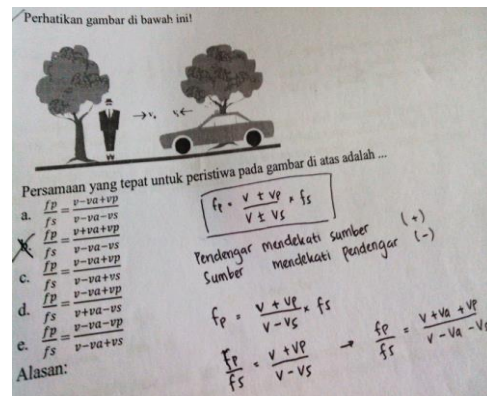 Perhatikan gambar di bawah ini!
Persamaan yang tepat untuk peristiwa pada gambar di atas adalah ...
a. fp/fs = v−va+vp/v−va−vs
b. fp/fs = v+va+vp/v−va−vs
c. fp/fs = v−va+vp/v−va+vs
d. fp/fs = v−va+vp/v+va−vs
e. fp/fs = v−va−vp/v−va+vs
Alasan:
fp = v ± vp/v ± vs × fs
Pendengar mendekati sumber (+)
Sumber mendekati pendengar (−)
fp = v + vp/v − vs × fs
fp/fs = v + vp/v − vs → fp/fs = v + va + vp/v − va − vs